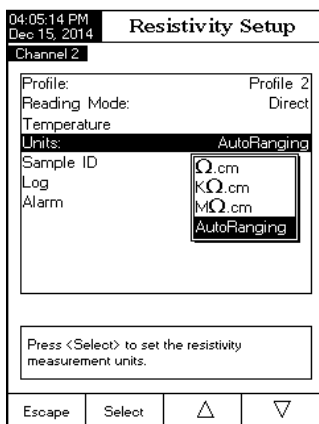 04:05:14 PM
Dec 15, 2014
Resistivity Setup
Channel 2
Profile: Profile 2
Reading Mode: Direct
Temperature
Units: AutoRanging
Sample ID
Log
Alarm
Ω.cm
KΩ.cm
MΩ.cm
AutoRanging
Press <Select> to set the resistivity
measurement units.
Escape Select △ ▽